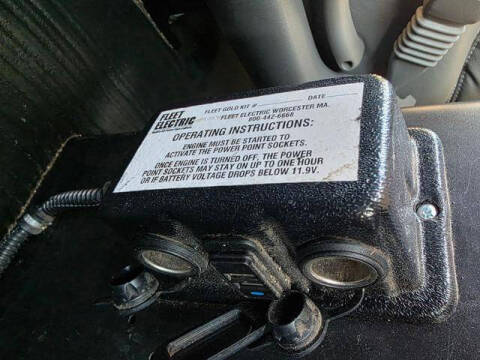 FLEET
ELECTRIC
FLEET GOLD KIT # DATE
FLEET ELECTRIC WORCESTER MA.
800-442-6668
OPERATING INSTRUCTIONS:
ENGINE MUST BE STARTED TO
ACTIVATE THE POWER POINT SOCKETS.
ONCE ENGINE IS TURNED OFF, THE POWER
POINT SOCKETS MAY STAY ON UP TO ONE HOUR
OR IF BATTERY VOLTAGE DROPS BELOW 11.9V.